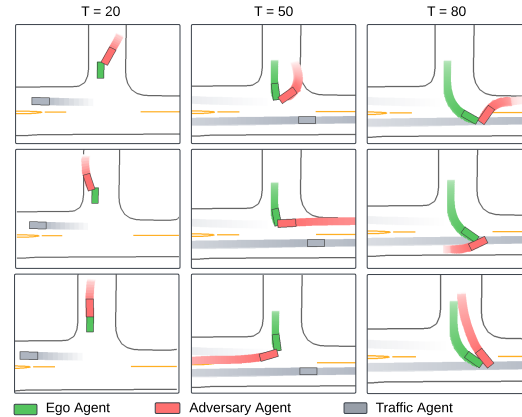 T = 20 T = 50 T = 80
Ego Agent Adversary Agent Traffic Agent